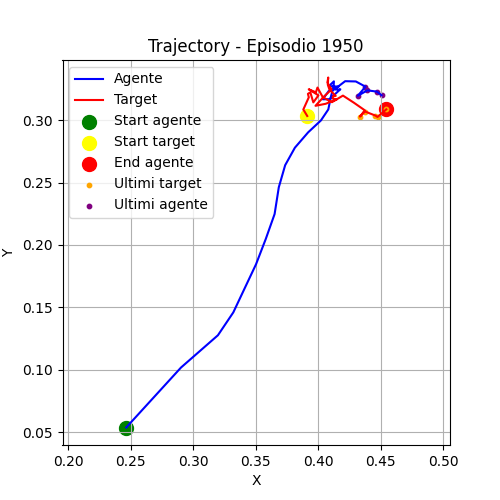 Trajectory - Episodio 1950
Agente
Target
Start agente
Start target
End agente
Ultimi target
Ultimi agente
0.30
0.25
0.20
0.15
0.10
0.05
Y
0.20 0.25 0.30 0.35 0.40 0.45 0.50
X